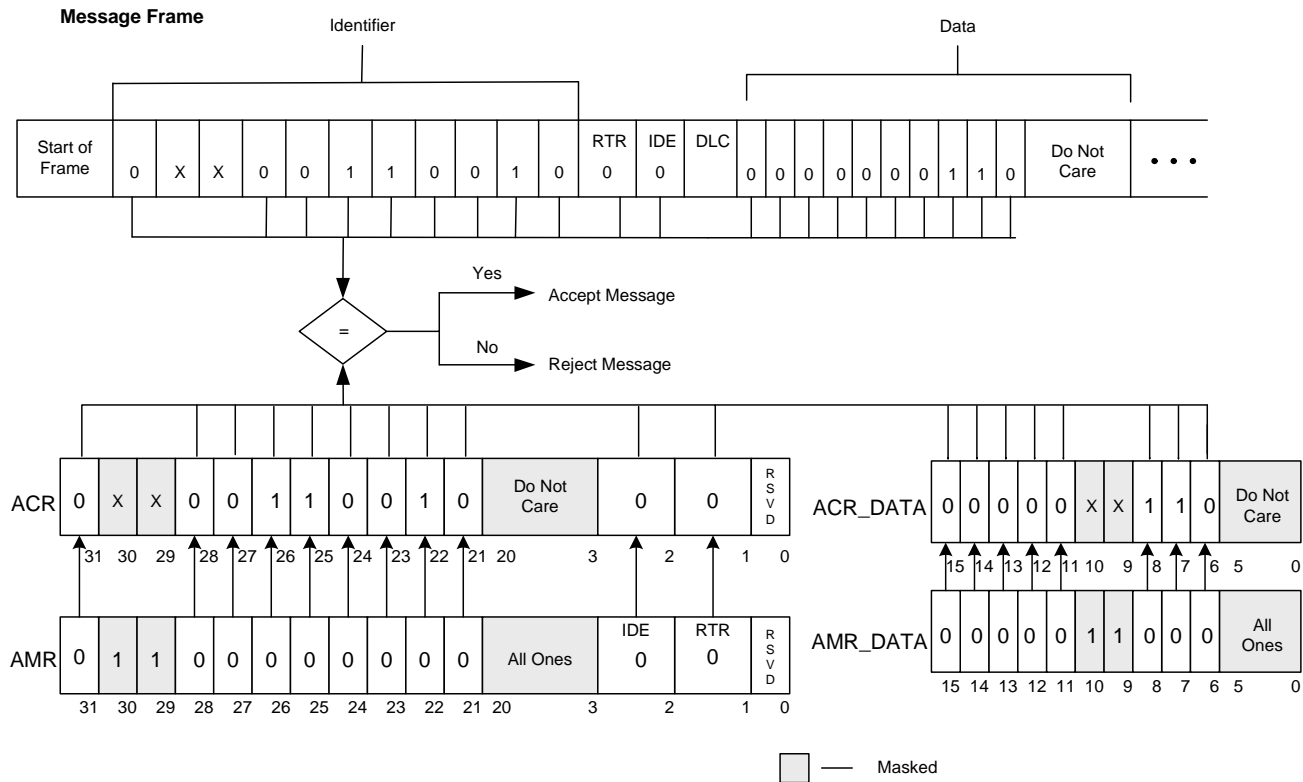 Message Frame
Identifier
Data
Start of Frame
0 X X 0 0 1 1 0 0 1 0
RTR 0
IDE 0
DLC
0 0 0 0 0 0 0 1 1 0
Do Not Care
• • •
=
Yes
Accept Message
No
Reject Message
ACR
0 X X 0 0 1 1 0 0 1 0
Do Not Care
0 0
RSVD
31 30 29 28 27 26 25 24 23 22 21 20 3 2 1 0
AMR
0 1 1 0 0 0 0 0 0 0 0
All Ones
IDE 0
RTR 0
RSVD
31 30 29 28 27 26 25 24 23 22 21 20 3 2 1 0
ACR_DATA
0 0 0 0 0 X X 1 1 0
Do Not Care
15 14 13 12 11 10 9 8 7 6 5 0
AMR_DATA
0 0 0 0 0 1 1 0 0 0
All Ones
15 14 13 12 11 10 9 8 7 6 5 0
Masked